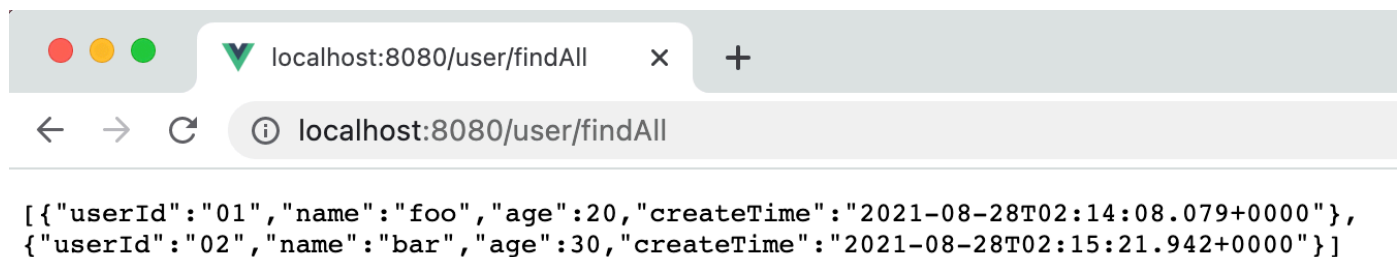 localhost:8080/user/findAll
localhost:8080/user/findAll
[{"userId":"01","name":"foo","age":20,"createTime":"2021-08-28T02:14:08.079+0000"},
{"userId":"02","name":"bar","age":30,"createTime":"2021-08-28T02:15:21.942+0000"}]